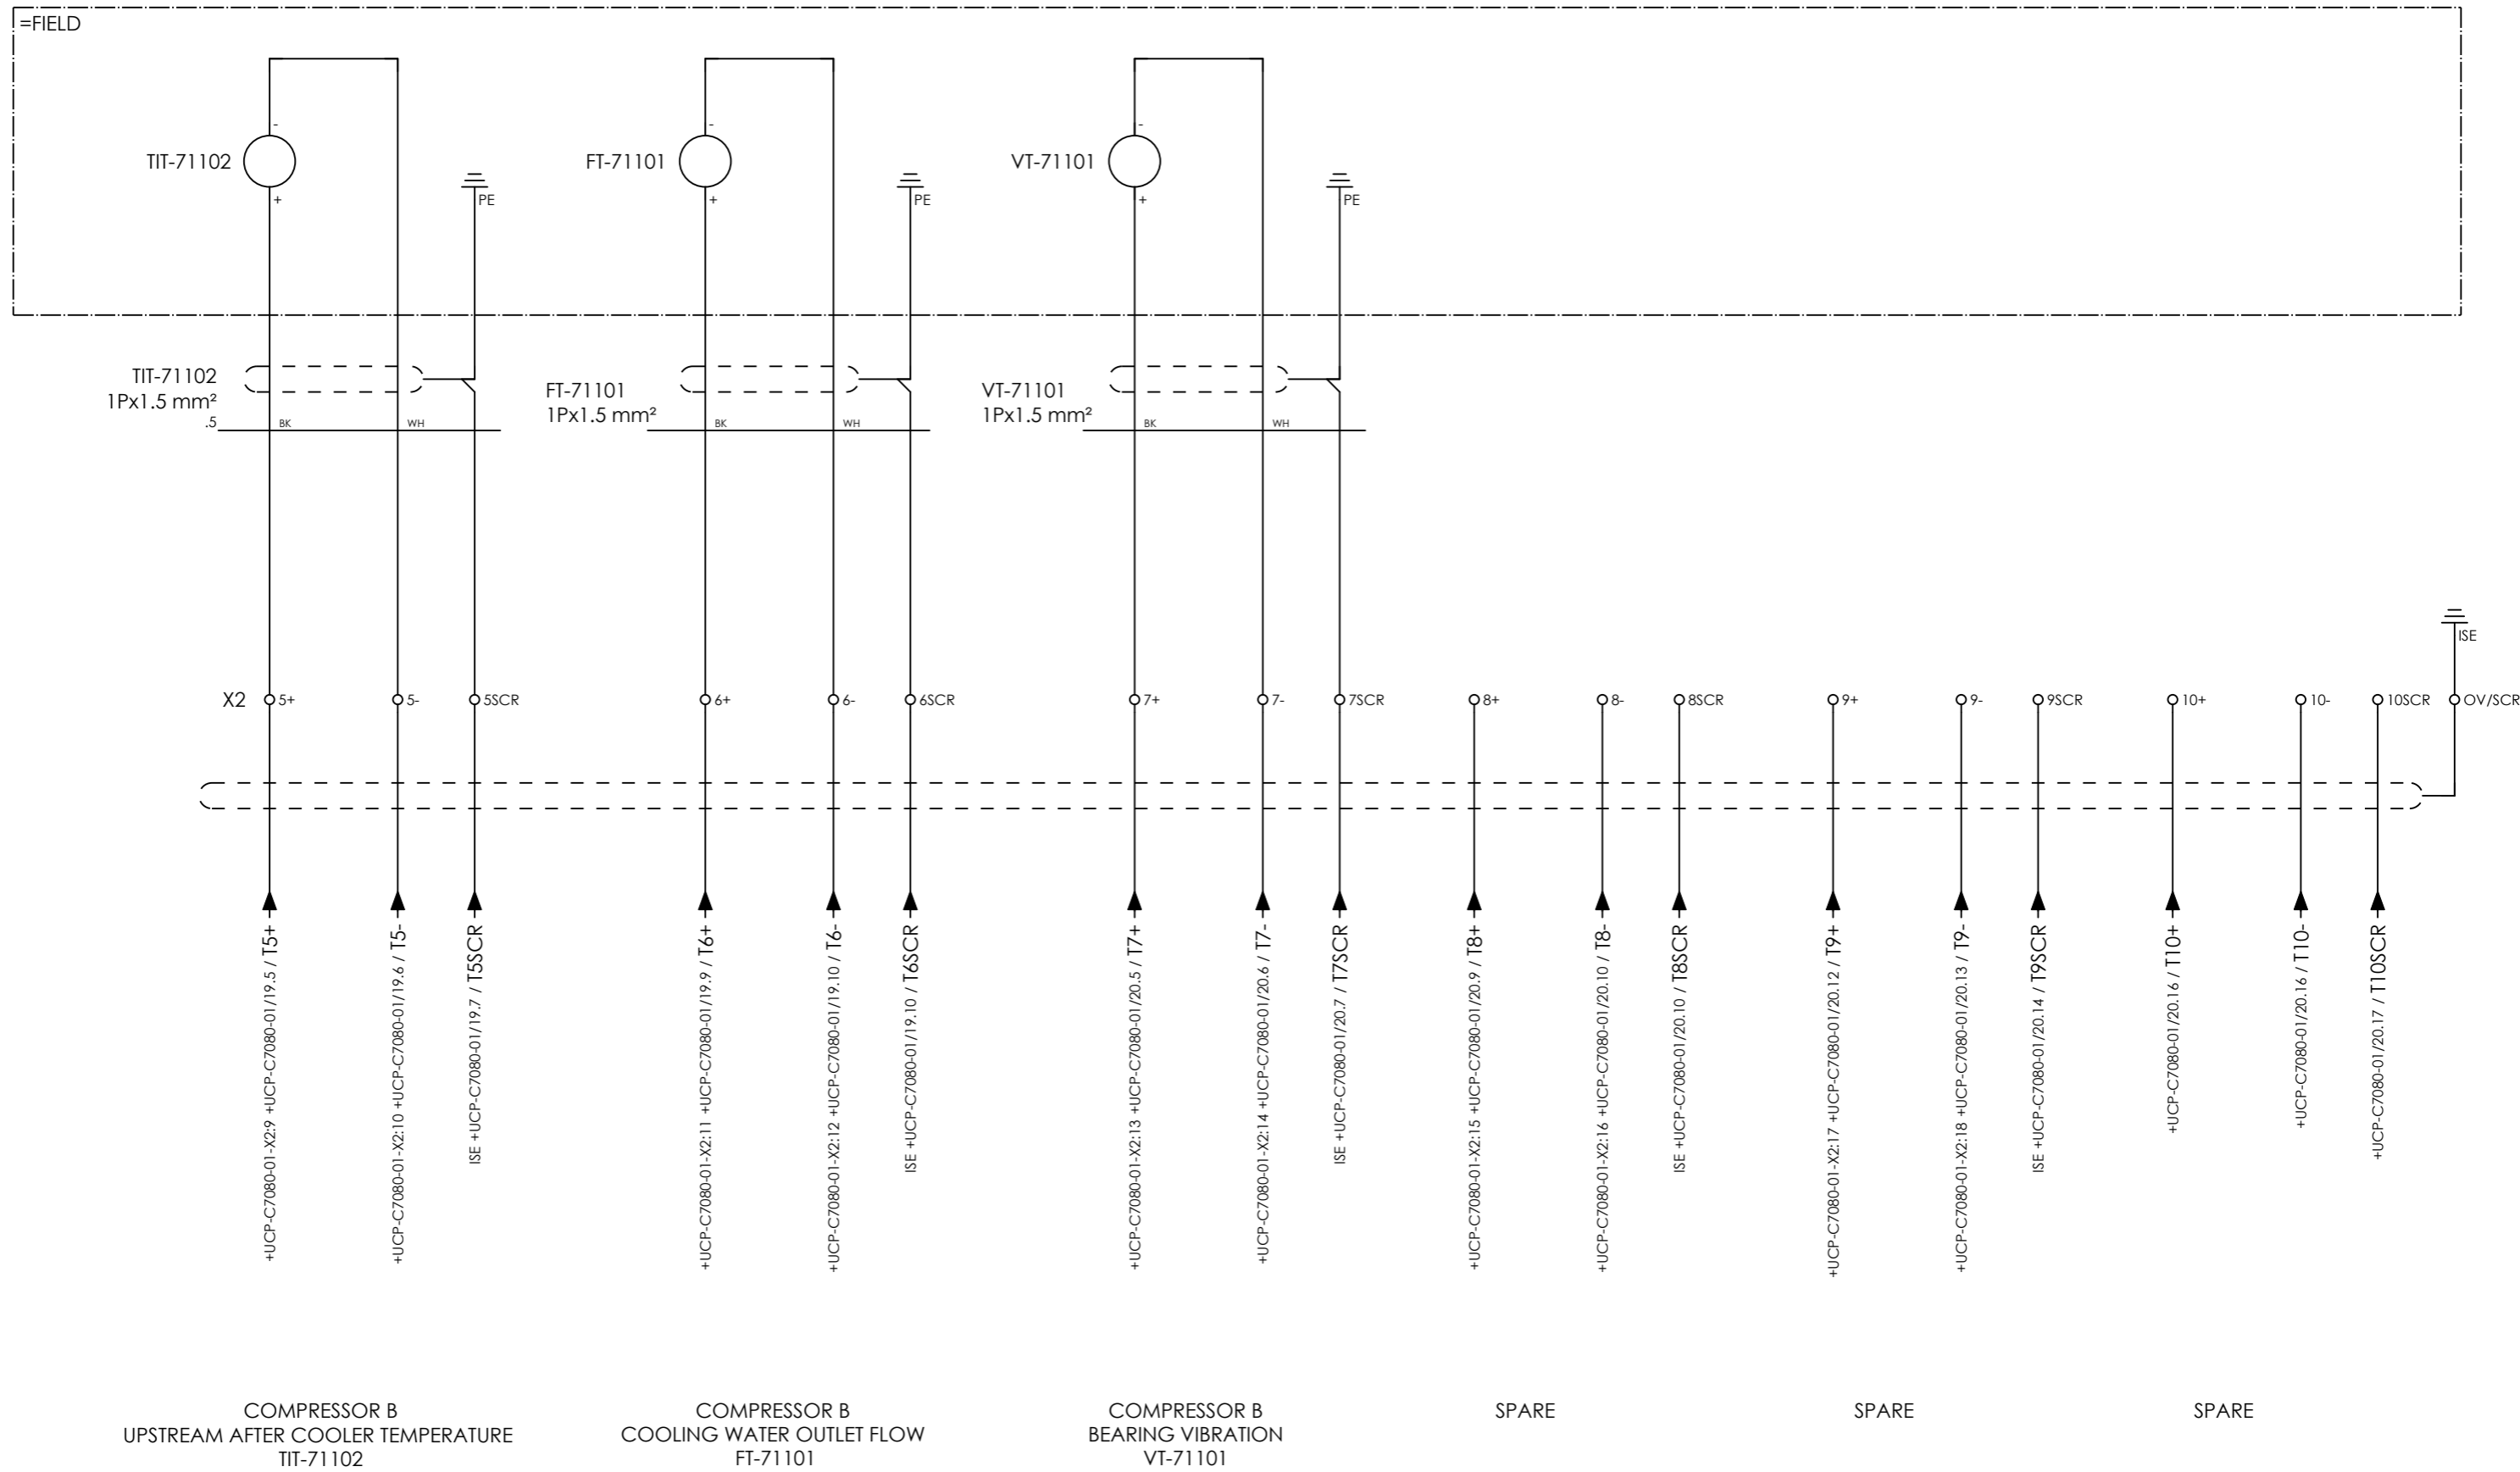 =FIELD
-
-
-
TIT-71102
FT-71101
VT-71101
PE
PE
PE
+
+
+
TIT-71102
1Px1.5 mm²
.5
BK
WH
FT-71101
1Px1.5 mm²
BK
WH
VT-71101
1Px1.5 mm²
BK
WH
ISE
X2
5+
5-
5SCR
6+
6-
6SCR
7+
7-
7SCR
8+
8-
8SCR
9+
9-
9SCR
10+
10-
10SCR
OV/SCR
+UCP-C7080-01-X2:9 +UCP-C7080-01/19.5 / T5+
+UCP-C7080-01-X2:10 +UCP-C7080-01/19.6 / T5-
ISE +UCP-C7080-01/19.7 / T5SCR
+UCP-C7080-01-X2:11 +UCP-C7080-01/19.9 / T6+
+UCP-C7080-01-X2:12 +UCP-C7080-01/19.10 / T6-
ISE +UCP-C7080-01/19.10 / T6SCR
+UCP-C7080-01-X2:13 +UCP-C7080-01/20.5 / T7+
+UCP-C7080-01-X2:14 +UCP-C7080-01/20.6 / T7-
ISE +UCP-C7080-01/20.7 / T7SCR
+UCP-C7080-01-X2:15 +UCP-C7080-01/20.9 / T8+
+UCP-C7080-01-X2:16 +UCP-C7080-01/20.10 / T8-
ISE +UCP-C7080-01/20.10 / T8SCR
+UCP-C7080-01-X2:17 +UCP-C7080-01/20.12 / T9+
+UCP-C7080-01-X2:18 +UCP-C7080-01/20.13 / T9-
ISE +UCP-C7080-01/20.14 / T9SCR
+UCP-C7080-01/20.16 / T10+
+UCP-C7080-01/20.16 / T10-
+UCP-C7080-01/20.17 / T10SCR
COMPRESSOR B
UPSTREAM AFTER COOLER TEMPERATURE
TIT-71102
COMPRESSOR B
COOLING WATER OUTLET FLOW
FT-71101
COMPRESSOR B
BEARING VIBRATION
VT-71101
SPARE
SPARE
SPARE